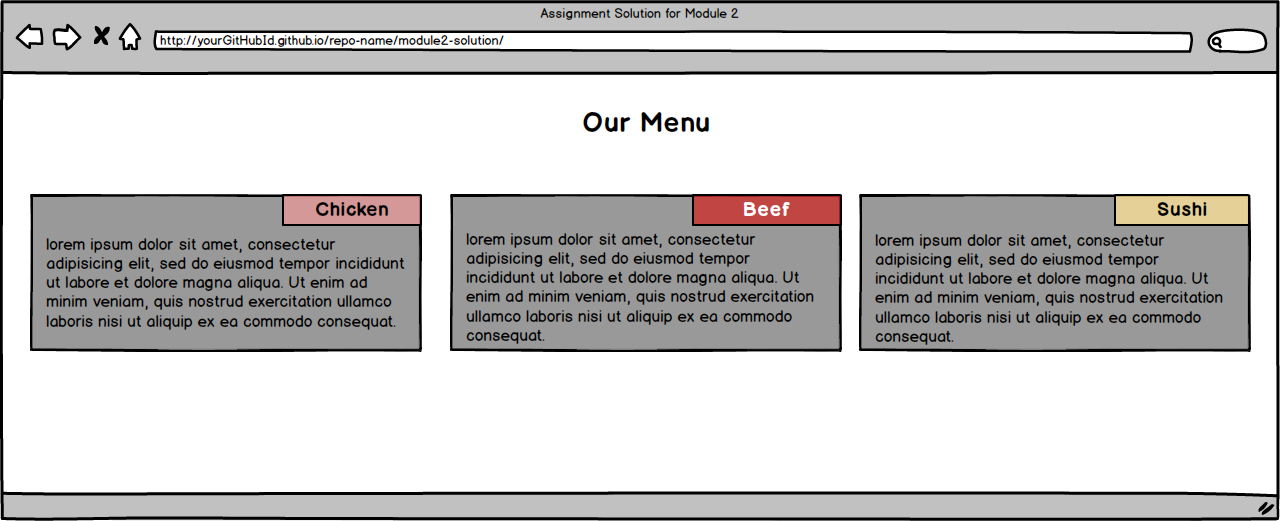 Assignment Solution for Module 2
http://yourGitHubId.github.io/repo-name/module2-solution/
Our Menu
Chicken
lorem ipsum dolor sit amet, consectetur
adipisicing elit, sed do eiusmod tempor incididunt
ut labore et dolore magna aliqua. Ut enim ad
minim veniam, quis nostrud exercitation ullamco
laboris nisi ut aliquip ex ea commodo consequat.
Beef
lorem ipsum dolor sit amet, consectetur
adipisicing elit, sed do eiusmod tempor
incididunt ut labore et dolore magna aliqua. Ut
enim ad minim veniam, quis nostrud exercitation
ullamco laboris nisi ut aliquip ex ea commodo
consequat.
Sushi
lorem ipsum dolor sit amet, consectetur
adipisicing elit, sed do eiusmod tempor
incididunt ut labore et dolore magna aliqua. Ut
enim ad minim veniam, quis nostrud exercitation
ullamco laboris nisi ut aliquip ex ea commodo
consequat.